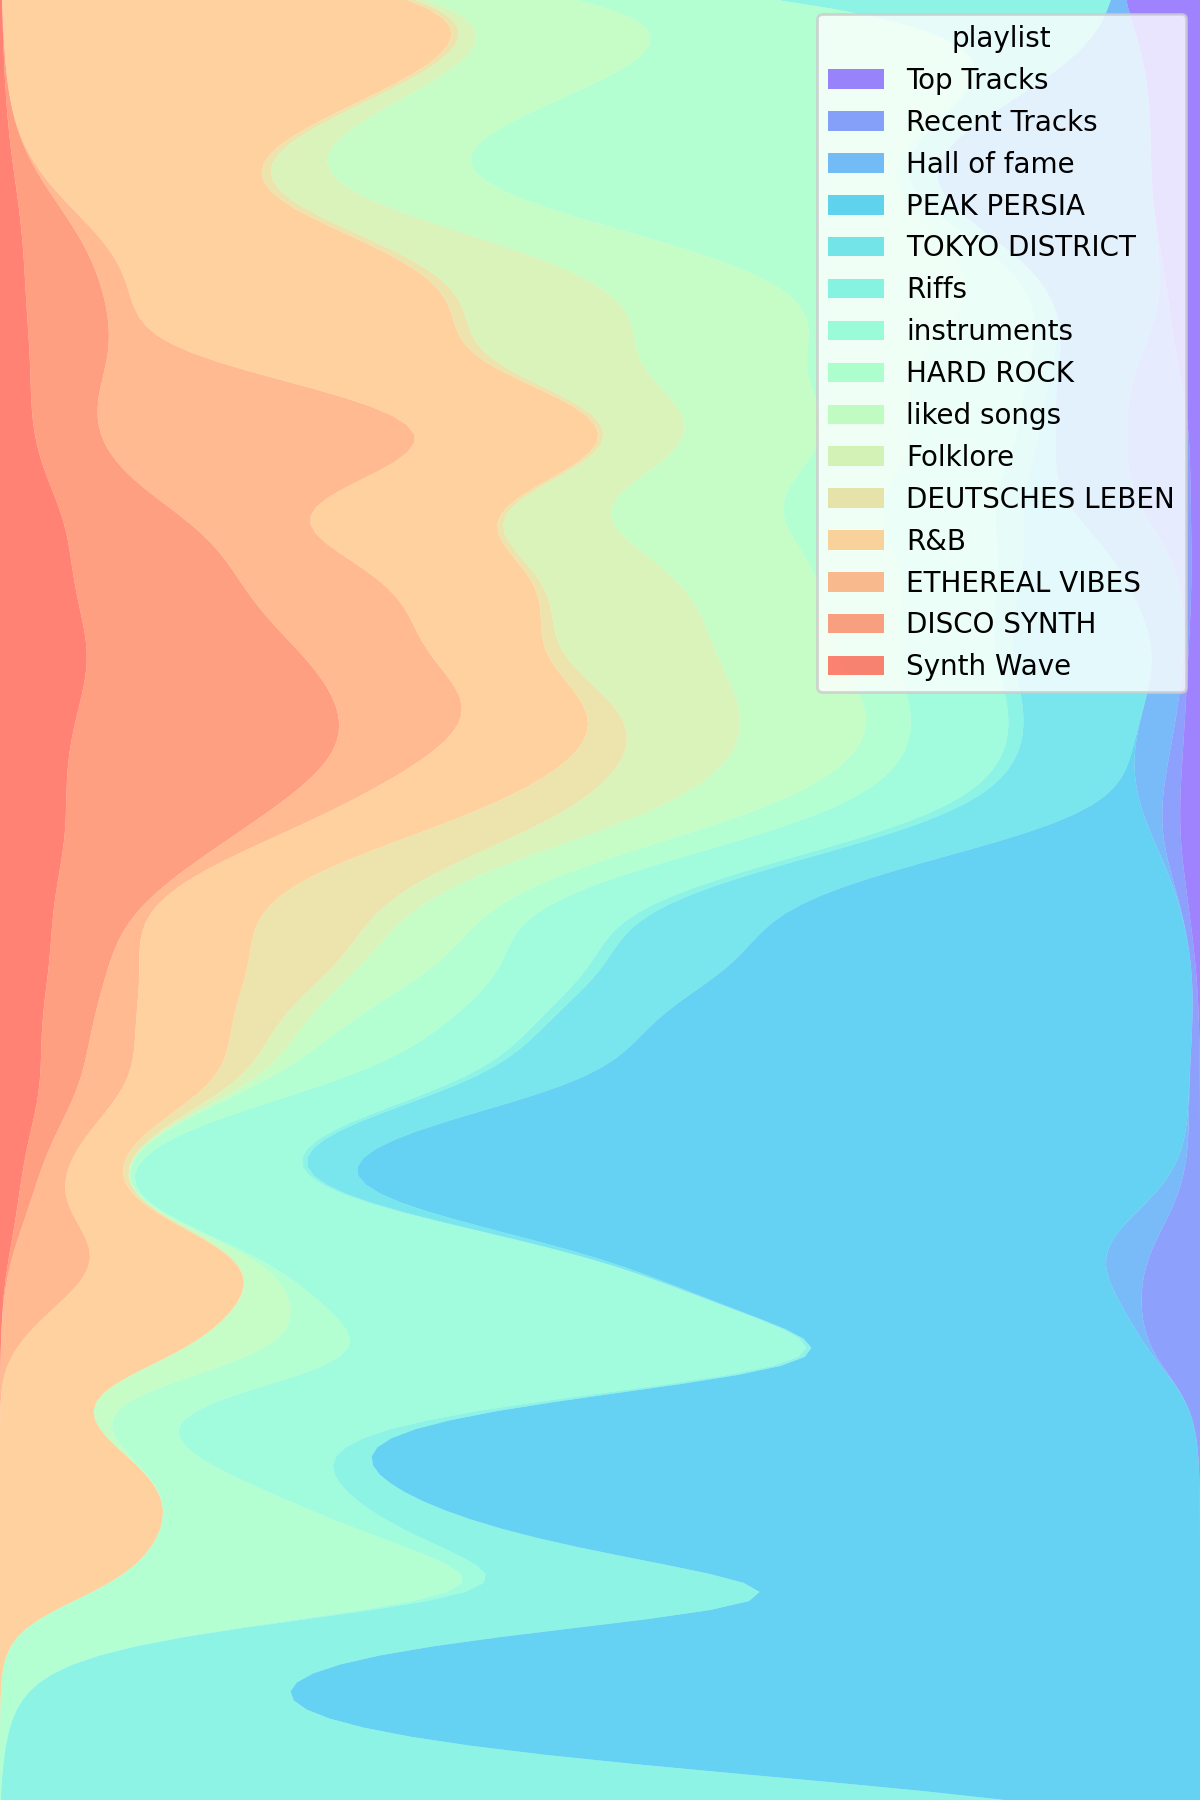 playlist
Top Tracks
Recent Tracks
Hall of fame
PEAK PERSIA
TOKYO DISTRICT
Riffs
instruments
HARD ROCK
liked songs
Folklore
DEUTSCHES LEBEN
R&B
ETHEREAL VIBES
DISCO SYNTH
Synth Wave